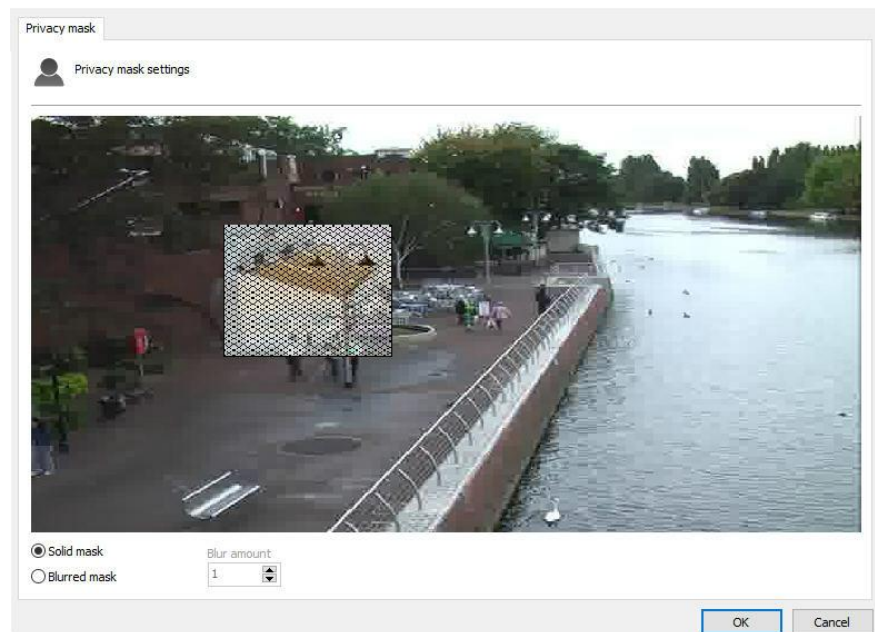 Privacy mask
Privacy mask settings
Solid mask
Blur amount
Blurred mask
1
OK
Cancel